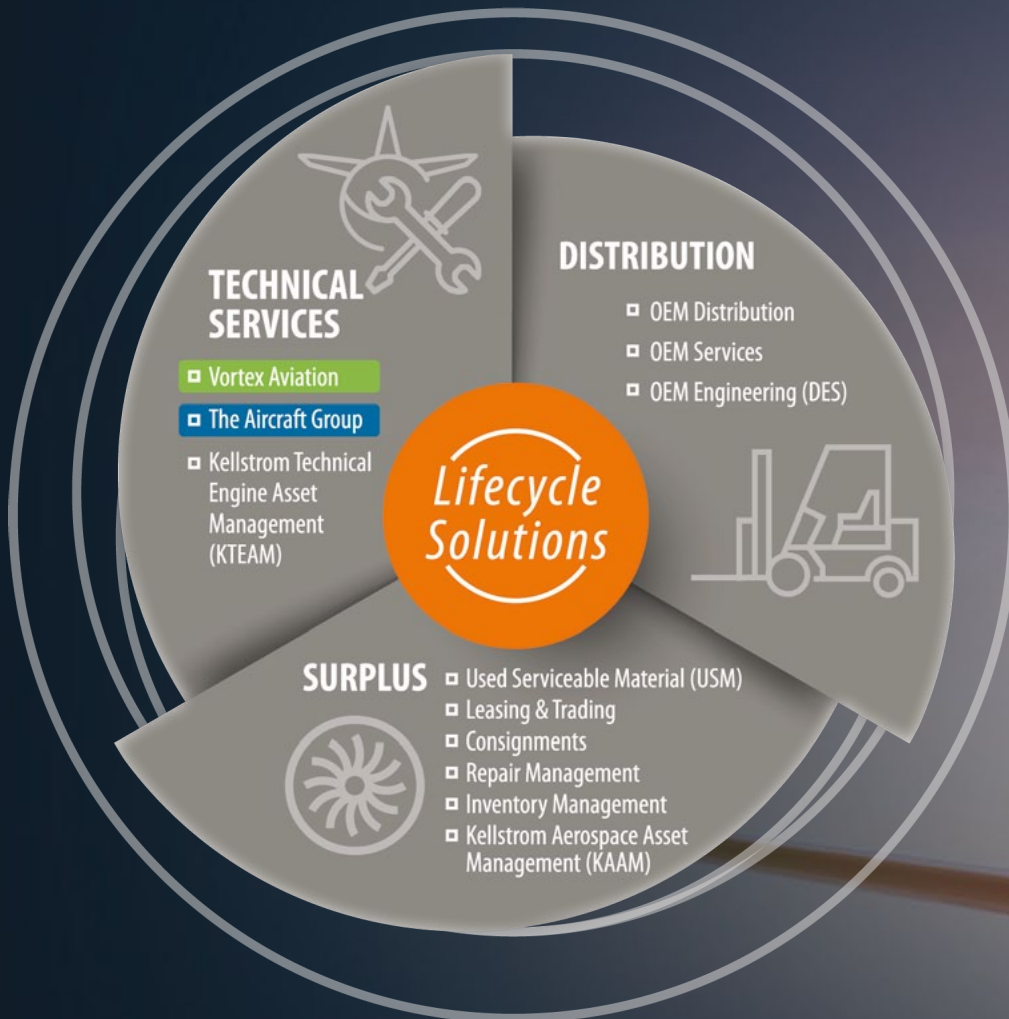 TECHNICAL
SERVICES
Vortex Aviation
The Aircraft Group
Kellstrom Technical
Engine Asset
Management
(KTEAM)
DISTRIBUTION
OEM Distribution
OEM Services
OEM Engineering (DES)
Lifecycle
Solutions
SURPLUS
Used Serviceable Material (USM)
Leasing & Trading
Consignments
Repair Management
Inventory Management
Kellstrom Aerospace Asset
Management (KAAM)